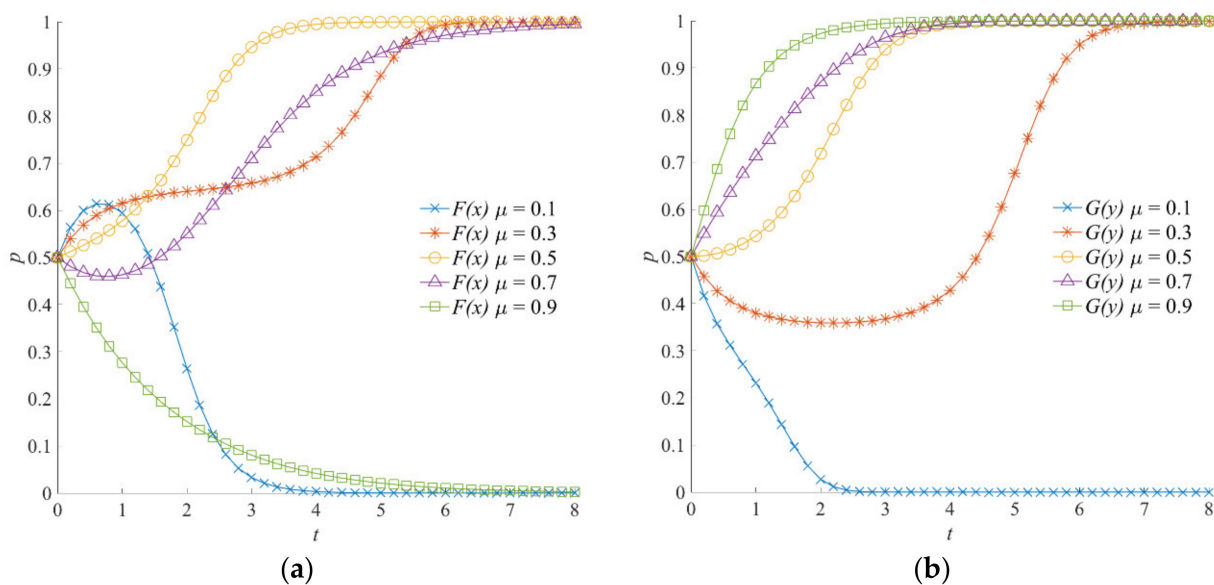 1
0.9
0.8
0.7
0.6
p
0.5
0.4
0.3
0.2
0.1
0
0 1 2 3 4 5 6 7 8
t
F(x) μ = 0.1
F(x) μ = 0.3
F(x) μ = 0.5
F(x) μ = 0.7
F(x) μ = 0.9
(a)
1
0.9
0.8
0.7
0.6
p
0.5
0.4
0.3
0.2
0.1
0
0 1 2 3 4 5 6 7 8
t
G(y) μ = 0.1
G(y) μ = 0.3
G(y) μ = 0.5
G(y) μ = 0.7
G(y) μ = 0.9
(b)